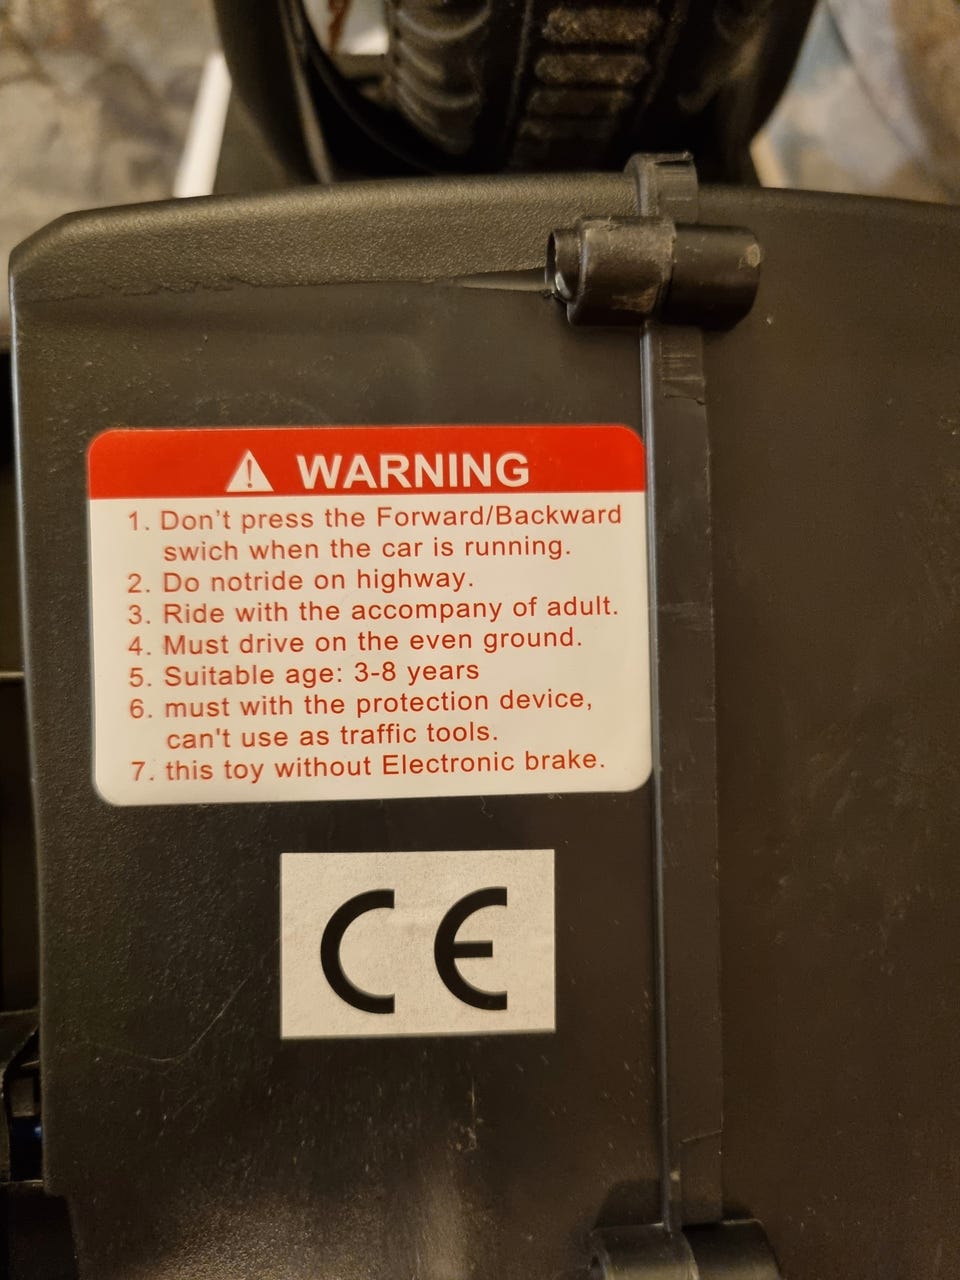 WARNING
1. Don't press the Forward/Backward
swich when the car is running.
2. Do notride on highway.
3. Ride with the accompany of adult.
4. Must drive on the even ground.
5. Suitable age: 3-8 years
6. must with the protection device,
can't use as traffic tools.
7. this toy without Electronic brake.
CE